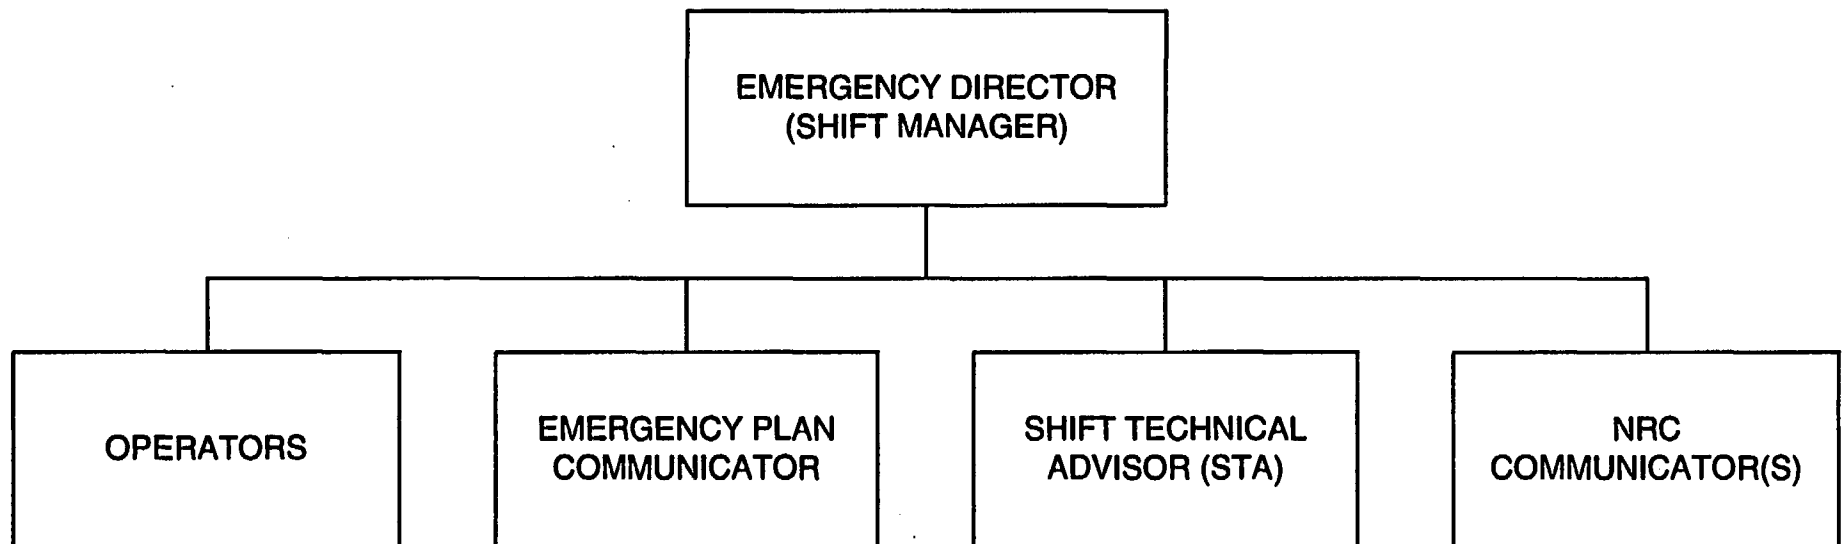 EMERGENCY DIRECTOR
(SHIFT MANAGER)
OPERATORS
EMERGENCY PLAN
COMMUNICATOR
SHIFT TECHNICAL
ADVISOR (STA)
NRC
COMMUNICATOR(S)